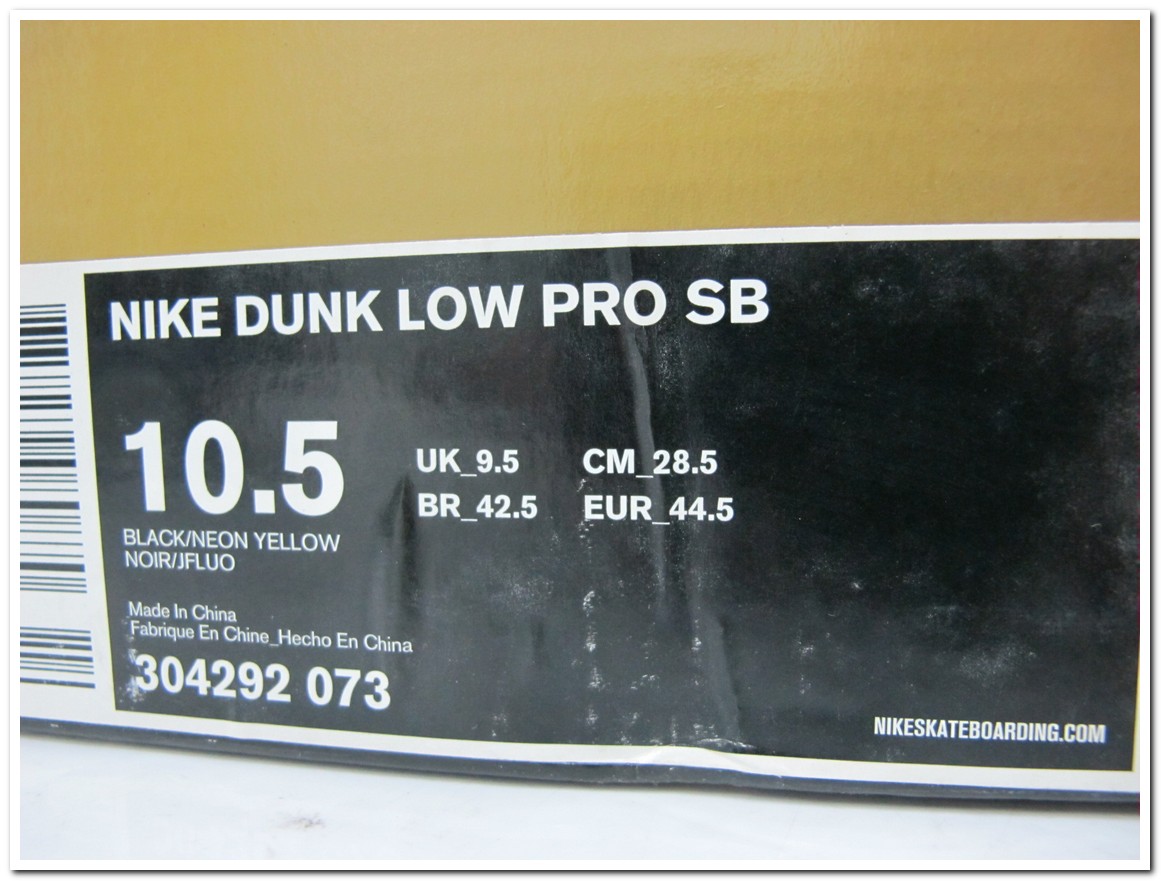 NIKE DUNK LOW PRO SB
10.5
UK_9.5 CM_28.5
BR_42.5 EUR_44.5
BLACK/NEON YELLOW
NOIR/JFLUO
Made In China
Fabrique En Chine_Hecho En China
304292 073
NIKESKATEBOARDING.COM